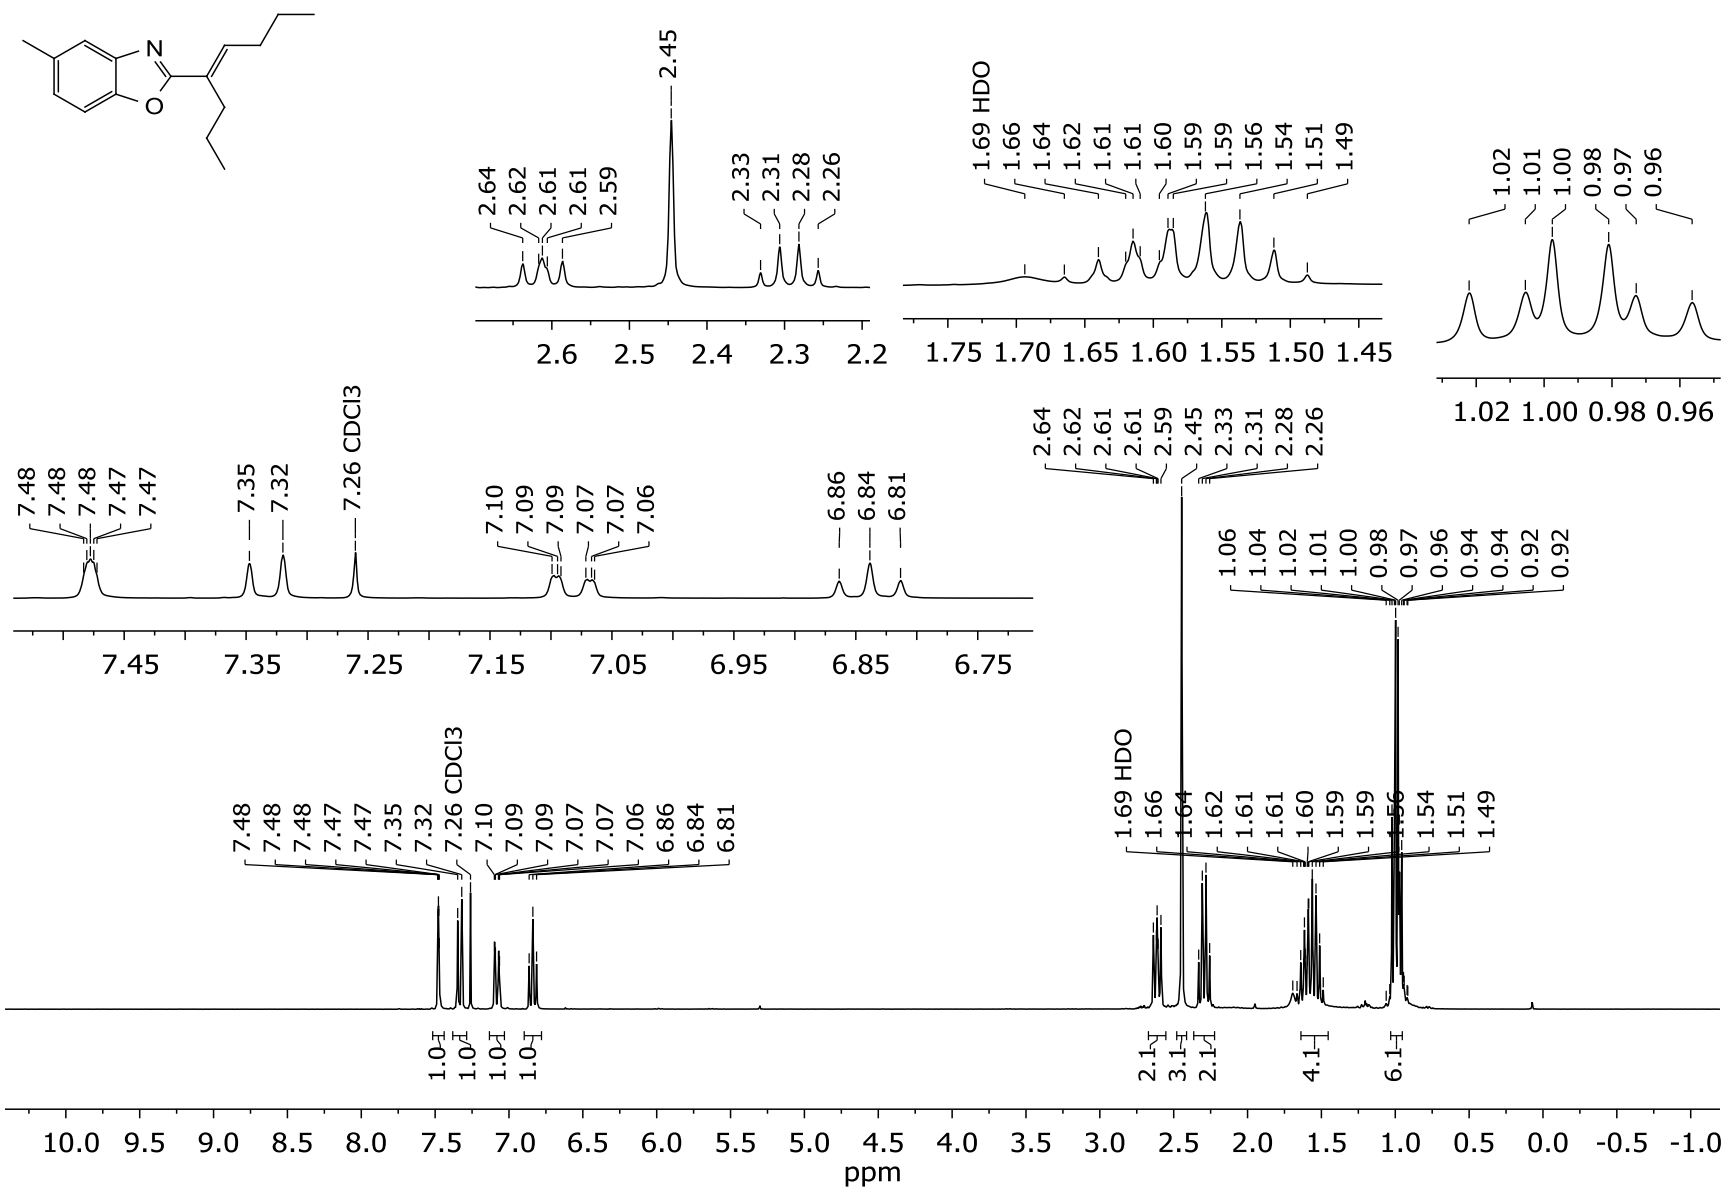 N
O
2.64 2.62 2.61 2.61 2.59 2.45 2.33 2.31 2.28 2.26
2.6 2.5 2.4 2.3 2.2
1.69 HDO 1.66 1.64 1.62 1.61 1.61 1.60 1.59 1.59 1.56 1.54 1.51 1.49
1.75 1.70 1.65 1.60 1.55 1.50 1.45
1.02 1.01 1.00 0.98 0.97 0.96
1.02 1.00 0.98 0.96
7.48 7.48 7.48 7.47 7.47 7.35 7.32 7.26 CDCl3 7.10 7.09 7.09 7.07 7.07 7.06 6.86 6.84 6.81
7.45 7.35 7.25 7.15 7.05 6.95 6.85 6.75
2.64 2.62 2.61 2.61 2.59 2.45 2.33 2.31 2.28 2.26
1.06 1.04 1.02 1.01 1.00 0.98 0.97 0.96 0.94 0.94 0.92 0.92
7.48 7.48 7.48 7.47 7.47 7.35 7.32 7.26 CDCl3 7.10 7.09 7.09 7.07 7.07 7.06 6.86 6.84 6.81
1.69 HDO 1.66 1.64 1.62 1.61 1.61 1.60 1.59 1.59 1.56 1.54 1.51 1.49
1.0 1.0 1.0 1.0 2.1 3.1 2.1 4.1 6.1
10.0 9.5 9.0 8.5 8.0 7.5 7.0 6.5 6.0 5.5 5.0 4.5 4.0 3.5 3.0 2.5 2.0 1.5 1.0 0.5 0.0 -0.5 -1.0
ppm